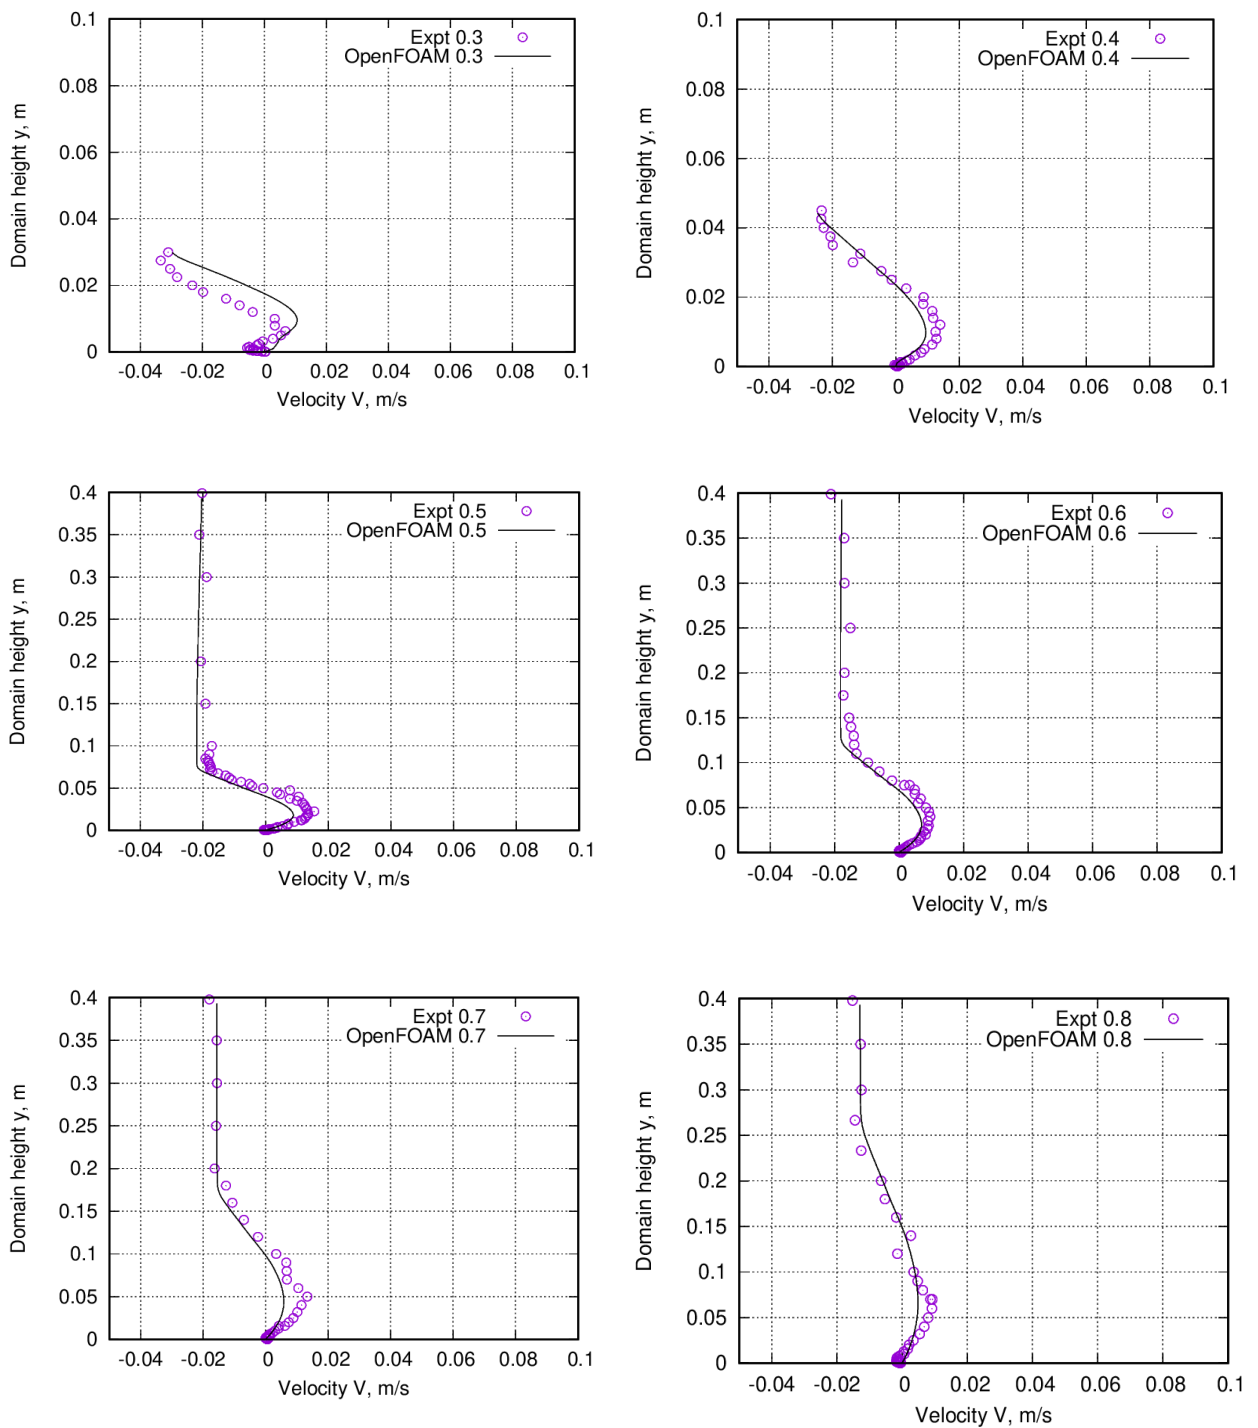 0.1
Expt 0.3
OpenFOAM 0.3
0.08
0.06
0.04
0.02
0
Domain height y, m
-0.04 -0.02 0 0.02 0.04 0.06 0.08 0.1
Velocity V, m/s
0.1
Expt 0.4
OpenFOAM 0.4
0.08
0.06
0.04
0.02
0
Domain height y, m
-0.04 -0.02 0 0.02 0.04 0.06 0.08 0.1
Velocity V, m/s
0.4
Expt 0.5
OpenFOAM 0.5
0.35
0.3
0.25
0.2
0.15
0.1
0.05
0
Domain height y, m
-0.04 -0.02 0 0.02 0.04 0.06 0.08 0.1
Velocity V, m/s
0.4
Expt 0.6
OpenFOAM 0.6
0.35
0.3
0.25
0.2
0.15
0.1
0.05
0
Domain height y, m
-0.04 -0.02 0 0.02 0.04 0.06 0.08 0.1
Velocity V, m/s
0.4
Expt 0.7
OpenFOAM 0.7
0.35
0.3
0.25
0.2
0.15
0.1
0.05
0
Domain height y, m
-0.04 -0.02 0 0.02 0.04 0.06 0.08 0.1
Velocity V, m/s
0.4
Expt 0.8
OpenFOAM 0.8
0.35
0.3
0.25
0.2
0.15
0.1
0.05
0
Domain height y, m
-0.04 -0.02 0 0.02 0.04 0.06 0.08 0.1
Velocity V, m/s